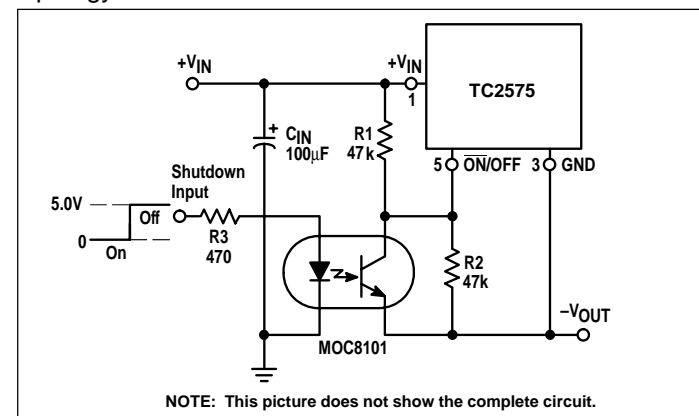 +VIN
+VIN
1
TC2575
CIN
100μF
+
R1
47k
5
ON/OFF
3
GND
Shutdown
Input
5.0V
Off
0
On
R3
470
R2
47k
–VOUT
MOC8101
NOTE: This picture does not show the complete circuit.